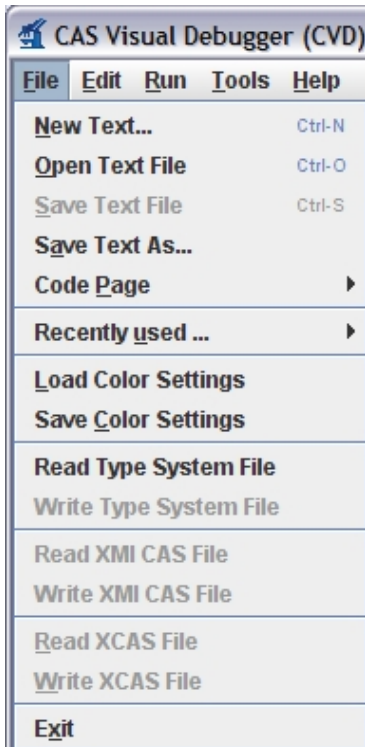 CAS Visual Debugger (CVD)
File Edit Run Tools Help
New Text... Ctrl-N
Open Text File Ctrl-O
Save Text File Ctrl-S
Save Text As...
Code Page
Recently used ...
Load Color Settings
Save Color Settings
Read Type System File
Write Type System File
Read XMI CAS File
Write XMI CAS File
Read XCAS File
Write XCAS File
Exit